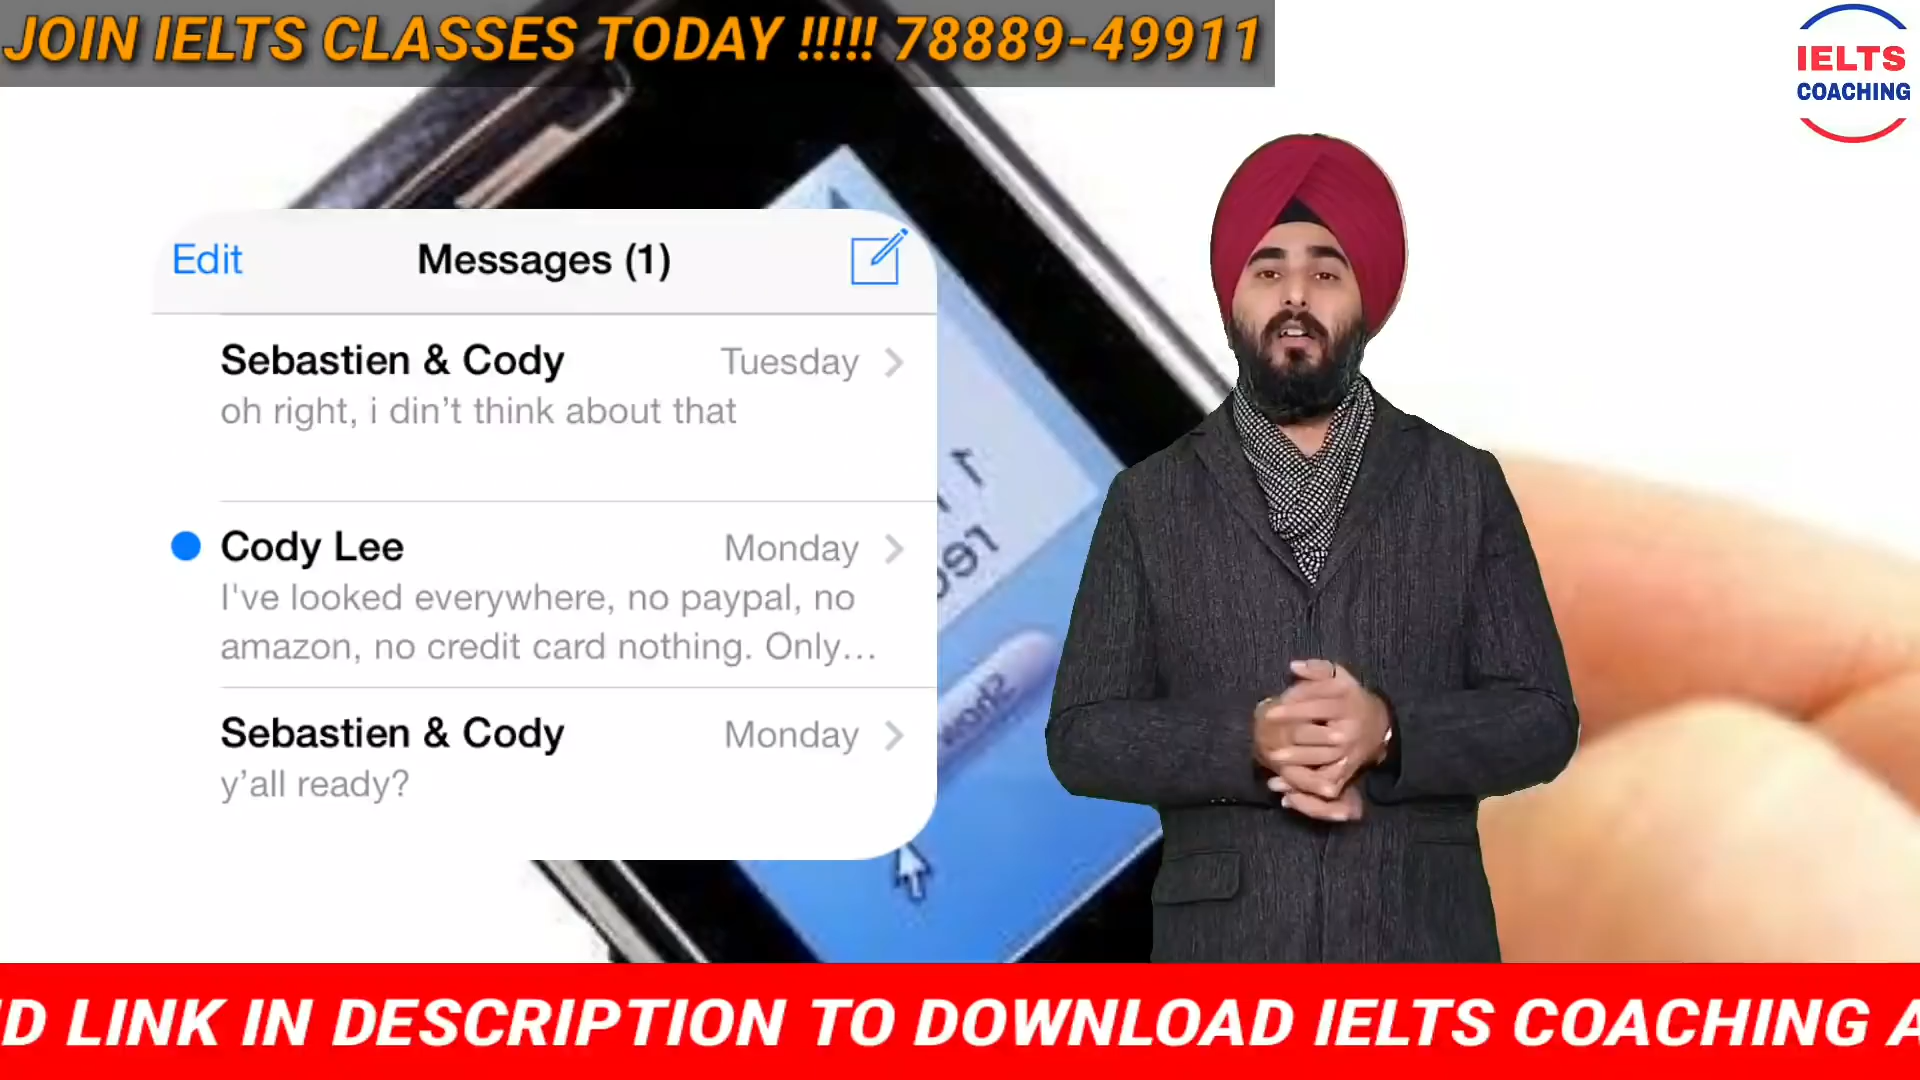 JOIN IELTS CLASSES TODAY !!!!! 78889-49911
IELTS
COACHING
Edit
Messages (1)
Sebastien & Cody
Tuesday
oh right, i din’t think about that
Cody Lee
Monday
I've looked everywhere, no paypal, no
amazon, no credit card nothing. Only…
Sebastien & Cody
Monday
y’all ready?
LINK IN DESCRIPTION TO DOWNLOAD IELTS COACHING